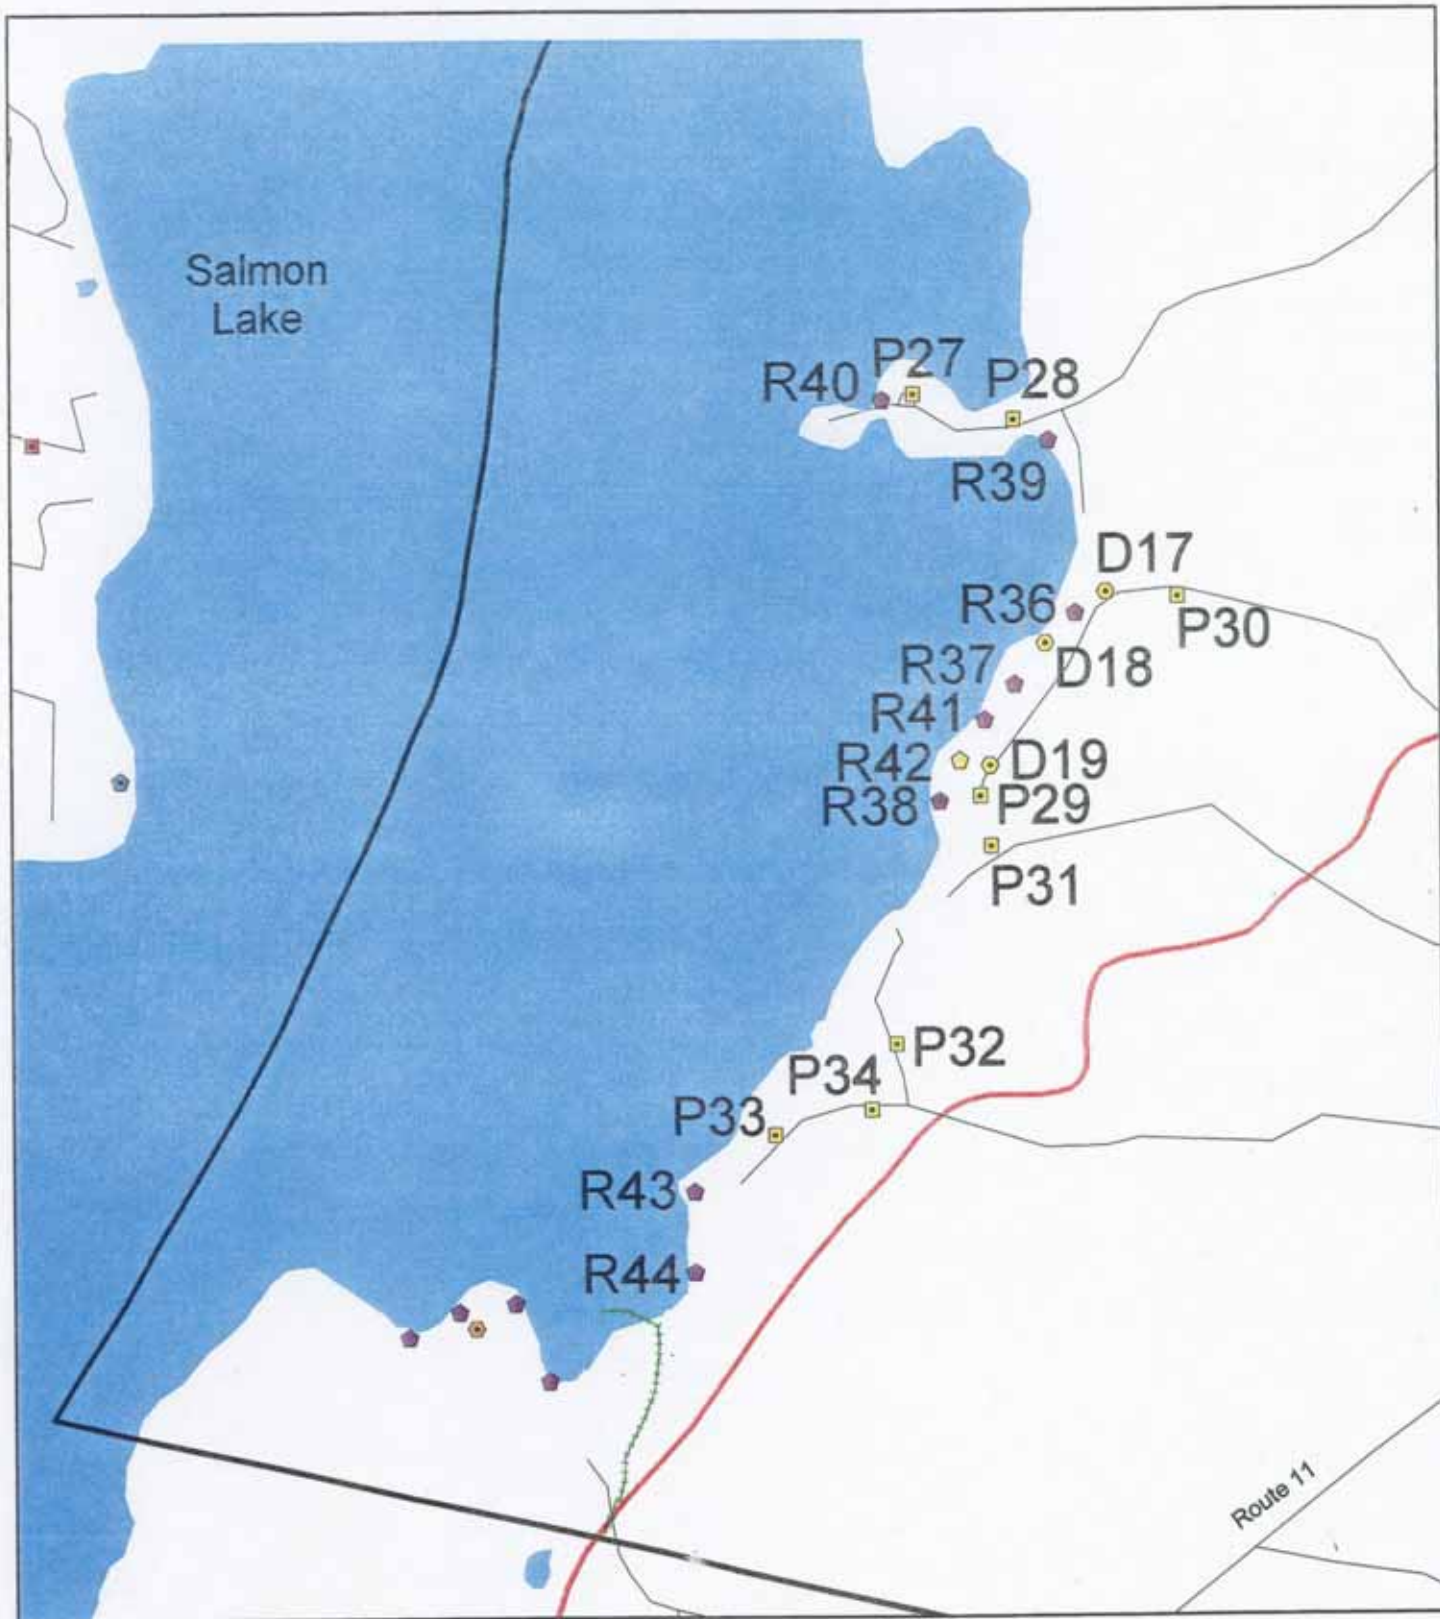 Salmon
Lake
P27
R40
P28
R39
D17
R36
P30
R37
D18
R41
R42
D19
R38
P29
P31
P32
P34
P33
R43
R44
Route 11